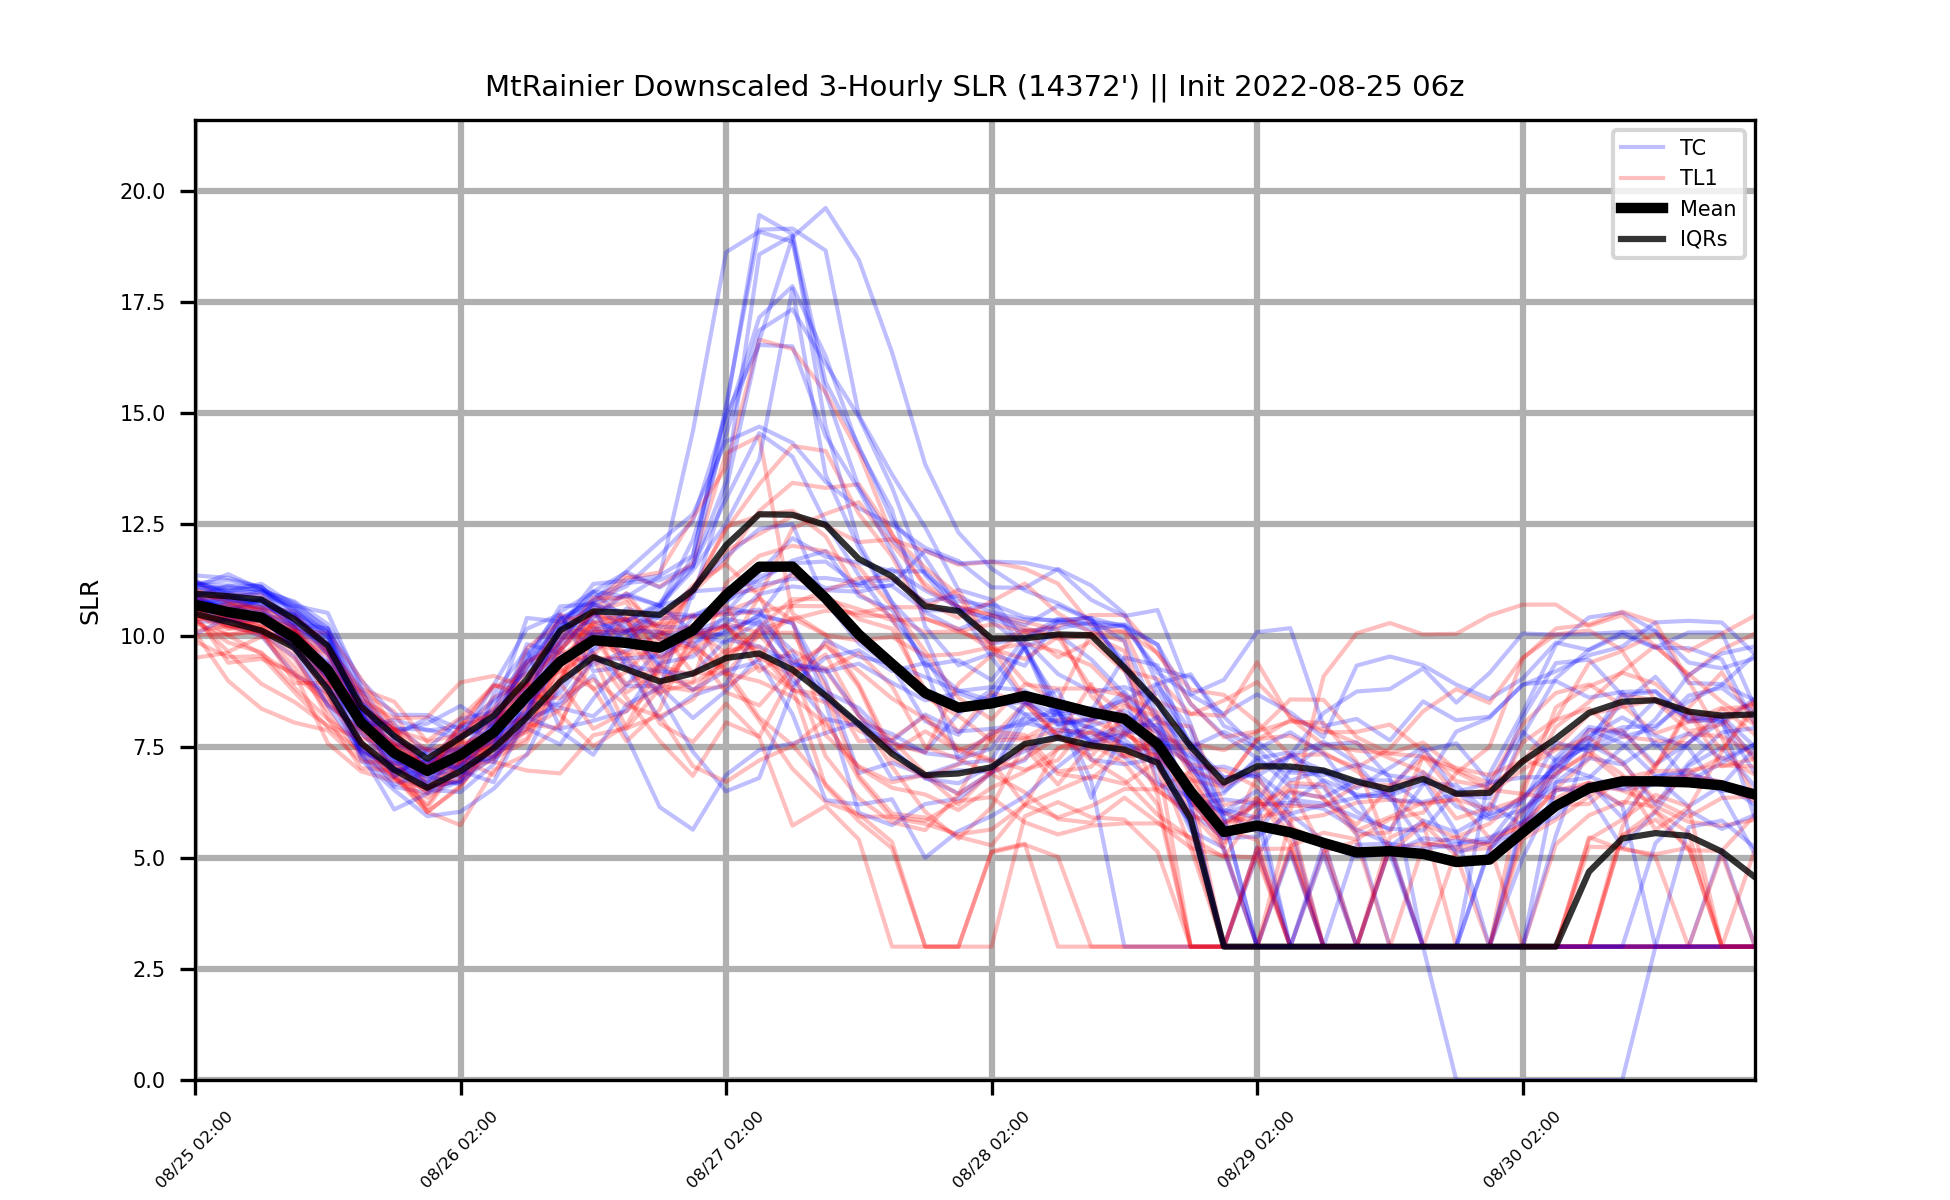 MtRainier Downscaled 3-Hourly SLR (14372') || Init 2022-08-25 06z
TC
TL1
Mean
IQRs
SLR
20.0
17.5
15.0
12.5
10.0
7.5
5.0
2.5
0.0
08/25 02:00
08/26 02:00
08/27 02:00
08/28 02:00
08/29 02:00
08/30 02:00